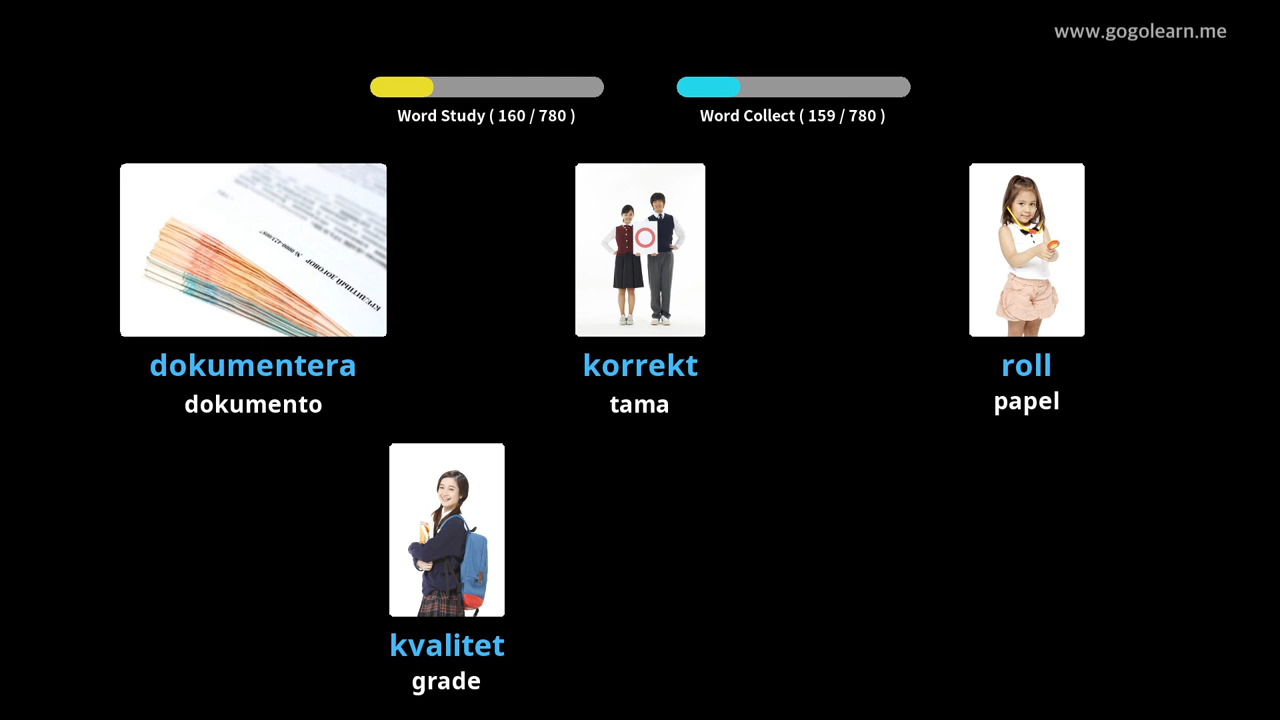 www.gogolearn.me
Word Study ( 160 / 780 )
Word Collect ( 159 / 780 )
dokumentera
dokumento
korrekt
tama
roll
papel
kvalitet
grade